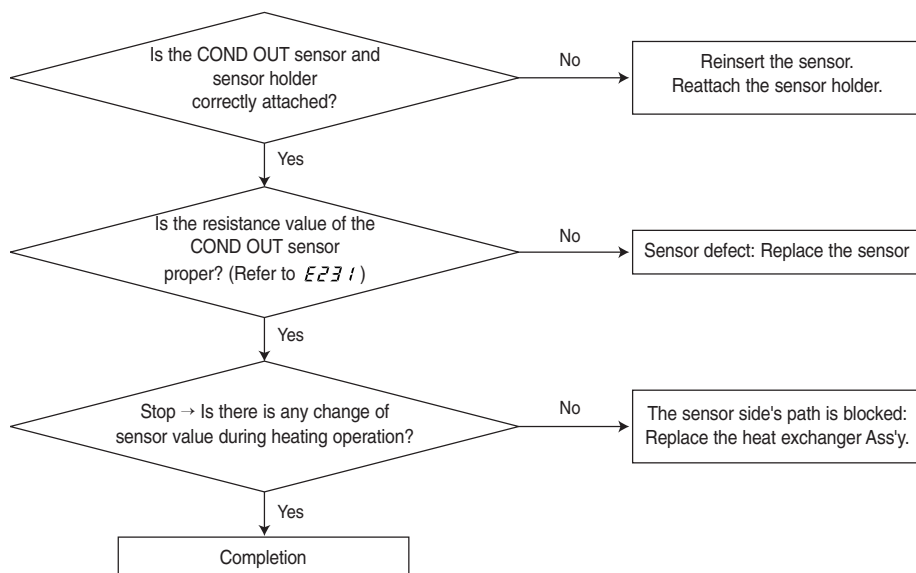 Is the COND OUT sensor and
sensor holder
correctly attached?
No
Reinsert the sensor.
Reattach the sensor holder.
Yes
Is the resistance value of the
COND OUT sensor
proper? (Refer to E231)
No
Sensor defect: Replace the sensor
Yes
Stop → Is there is any change of
sensor value during heating operation?
No
The sensor side's path is blocked:
Replace the heat exchanger Ass'y.
Yes
Completion